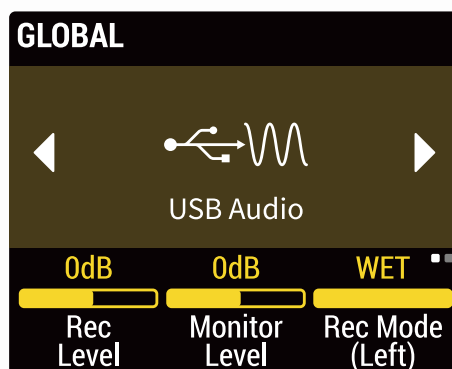 GLOBAL
USB Audio
0dB 0dB WET
Rec Level Monitor Level Rec Mode (Left)